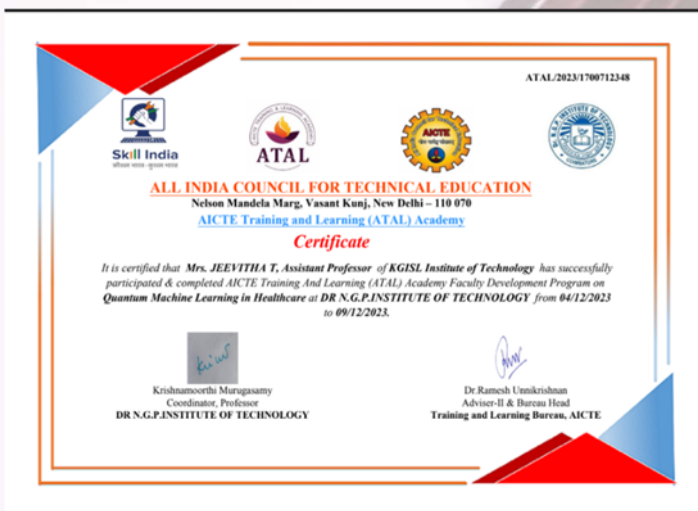 ATAL/2023/1700712348
Skill India
कौशल भारत - कुशल भारत
ATAL
AICTE
ALL INDIA COUNCIL FOR TECHNICAL EDUCATION
Nelson Mandela Marg, Vasant Kunj, New Delhi – 110 070
AICTE Training and Learning (ATAL) Academy
Certificate
It is certified that Mrs. JEEVITHA T, Assistant Professor of KGISL Institute of Technology has successfully
participated & completed AICTE Training And Learning (ATAL) Academy Faculty Development Program on
Quantum Machine Learning in Healthcare at DR N.G.P.INSTITUTE OF TECHNOLOGY from 04/12/2023
to 09/12/2023.
Krishnamoorthi Murugasamy
Coordinator, Professor
DR N.G.P.INSTITUTE OF TECHNOLOGY
Dr.Ramesh Unnikrishnan
Adviser-II & Bureau Head
Training and Learning Bureau, AICTE